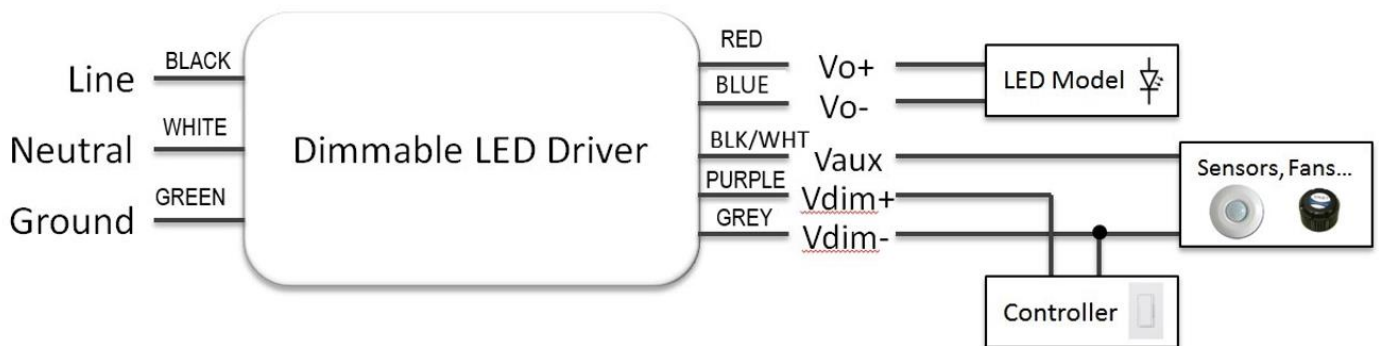 Line BLACK
Neutral WHITE
Ground GREEN
Dimmable LED Driver
RED Vo+
BLUE Vo-
BLK/WHT Vaux
PURPLE Vdim+
GREY Vdim-
LED Model
Sensors, Fans...
Controller